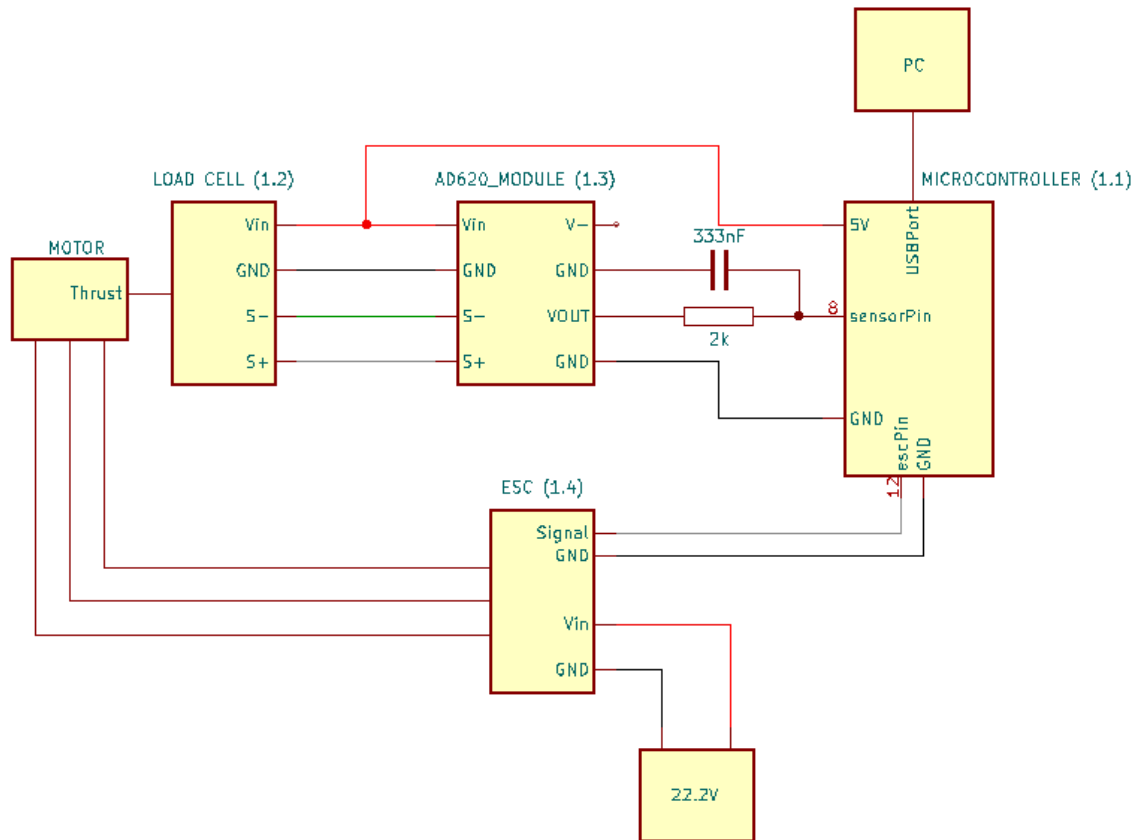 PC
LOAD CELL (1.2)
AD620_MODULE (1.3)
MICROCONTROLLER (1.1)
Vin
GND
S-
S+
Vin
GND
S-
S+
V-
GND
VOUT
GND
333nF
2k
5V
USBPort
8
sensorPin
GND
escPin
GND
12
MOTOR
Thrust
ESC (1.4)
Signal
GND
Vin
GND
22.2V